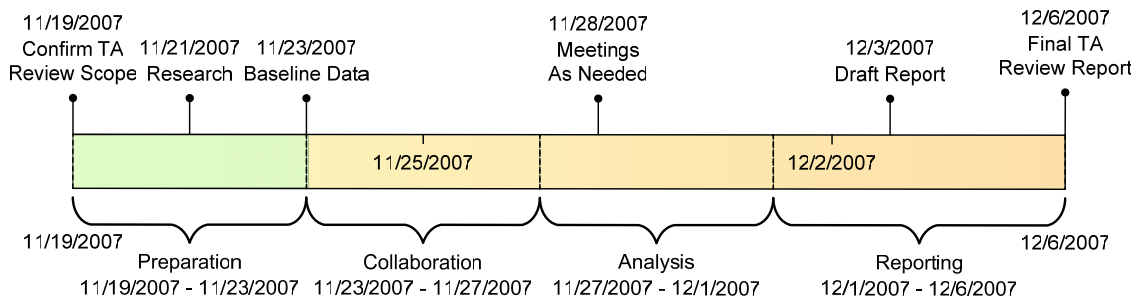 11/19/2007
Confirm TA
Review Scope
11/21/2007
Research
11/23/2007
Baseline Data
11/28/2007
Meetings
As Needed
12/3/2007
Draft Report
12/6/2007
Final TA
Review Report
11/25/2007
12/2/2007
11/19/2007
12/6/2007
Preparation
11/19/2007 - 11/23/2007
Collaboration
11/23/2007 - 11/27/2007
Analysis
11/27/2007 - 12/1/2007
Reporting
12/1/2007 - 12/6/2007